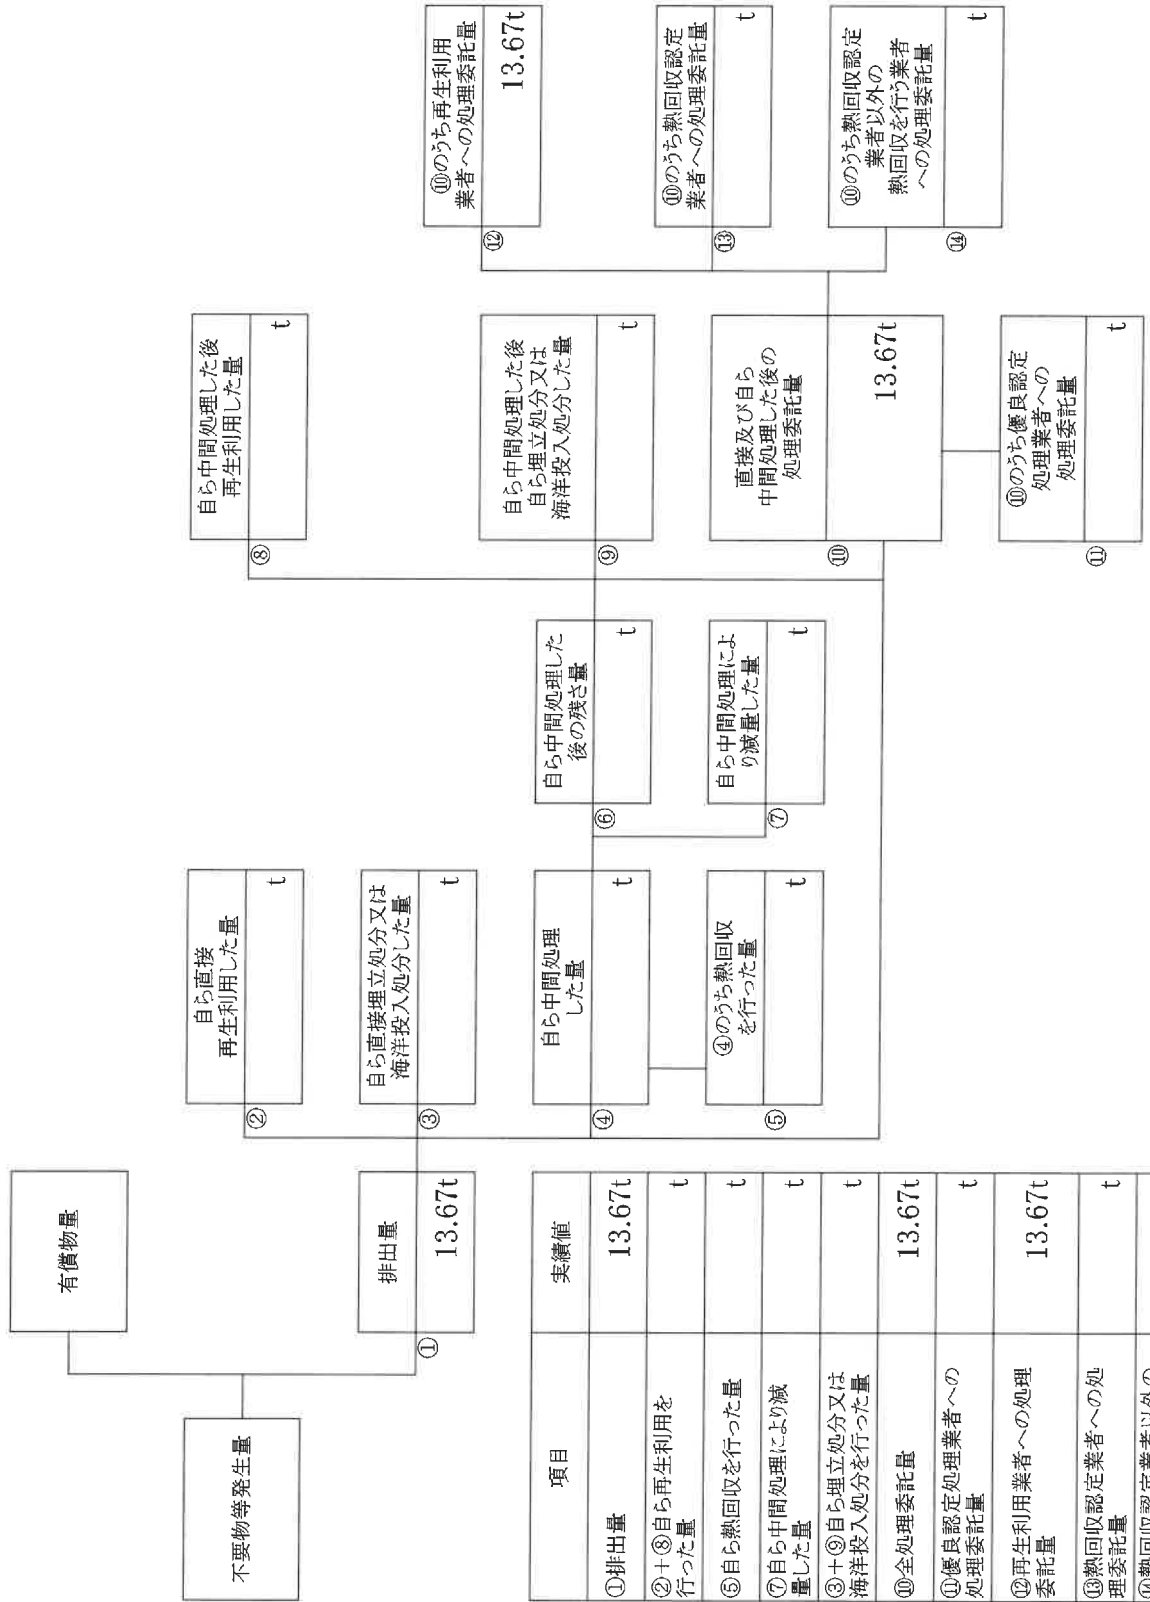 不要物等発生量
有償物量
①
排出量
13.67t
②
自ら直接
再生利用した量
t
③
自ら直接埋立処分又は
海洋投入処分した量
t
④
自ら中間処理
した量
t
⑤
④のうち熱回収
を行った量
t
⑥
自ら中間処理した
後の残さ量
t
⑦
自ら中間処理によ
り減量した量
t
⑧
自ら中間処理した後
再生利用した量
t
⑨
自ら中間処理した後
自ら埋立処分又は
海洋投入処分した量
t
⑩
直接及び自ら
中間処理した後の
処理委託量
13.67t
⑪
⑩のうち優良認定
処理業者への
処理委託量
t
⑫
⑩のうち再生利用
業者への処理委託量
13.67t
⑬
⑩のうち熱回収認定
業者への処理委託量
t
⑭
⑩のうち熱回収認定
業者以外の
熱回収を行う業者
への処理委託量
t
項目 実績値
①排出量 13.67t
②+⑧自ら再生利用を
行った量 t
⑤自ら熱回収を行った量 t
⑦自ら中間処理により減
量した量 t
③+⑨自ら埋立処分又は
海洋投入処分を行った量 t
⑩全処理委託量 13.67t
⑪優良認定処理業者への
処理委託量 t
⑫再生利用業者への処理
委託量 13.67t
⑬熱回収認定業者への処
理委託量 t
⑭熱回収認定業者以外の